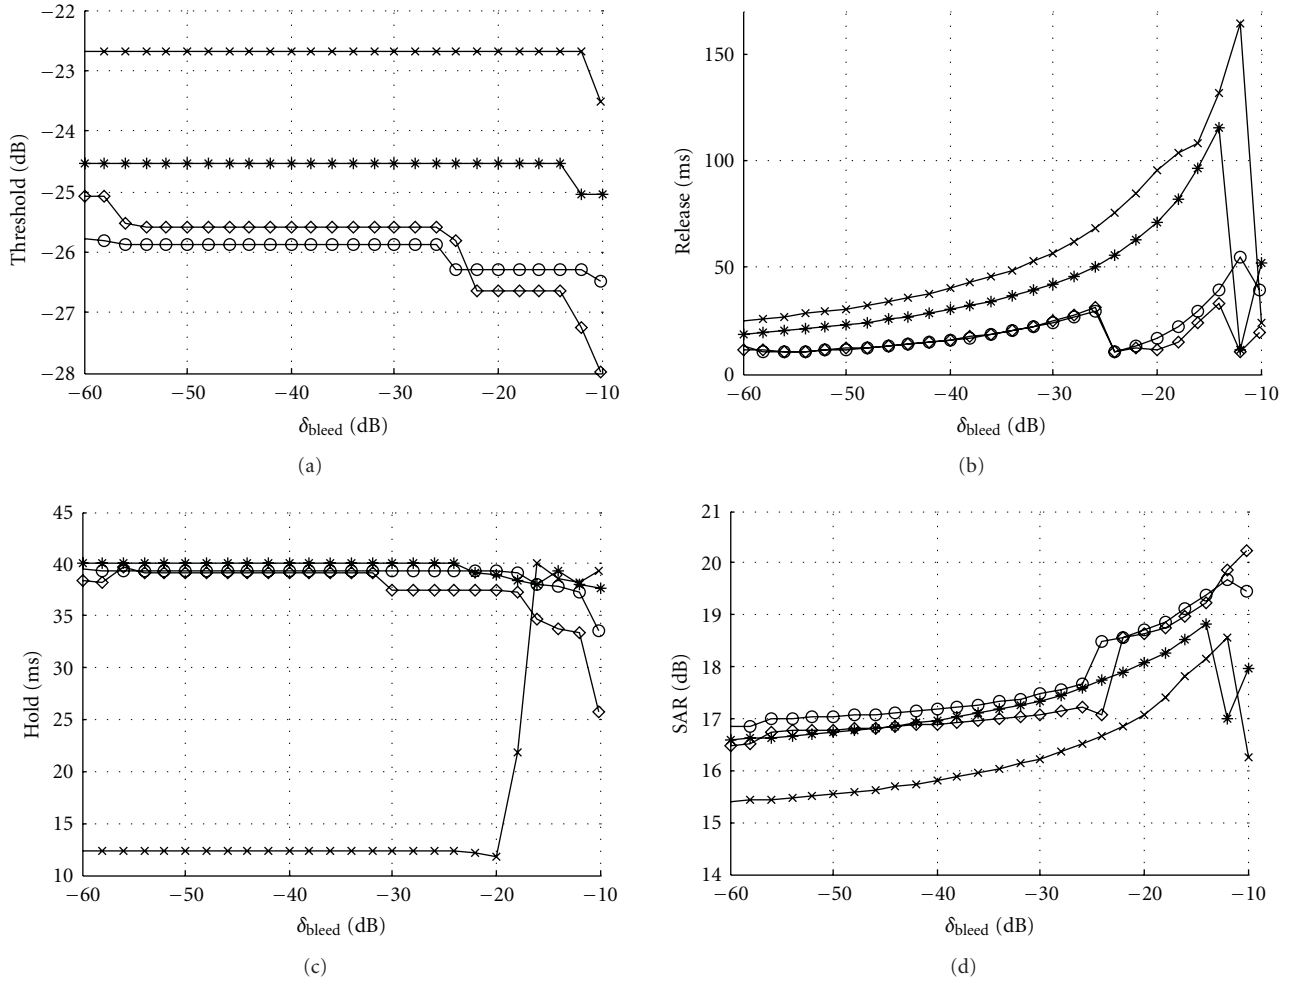 −22
−23
−24
−25
−26
−27
−28
Threshold (dB)
−60 −50 −40 −30 −20 −10
δbleed (dB)
(a)
150
100
50
0
Release (ms)
−60 −50 −40 −30 −20 −10
δbleed (dB)
(b)
45
40
35
30
25
20
15
10
Hold (ms)
−60 −50 −40 −30 −20 −10
δbleed (dB)
(c)
21
20
19
18
17
16
15
14
SAR (dB)
−60 −50 −40 −30 −20 −10
δbleed (dB)
(d)